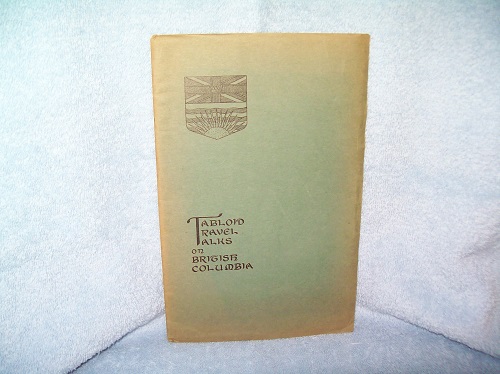 TABLOID
TRAVEL
TALKS
on
BRITISH
COLUMBIA